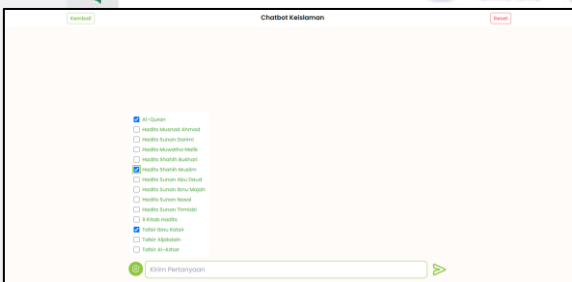 Kembali
Chatbot Keislaman
Reset
Al-Quran
Hadits Musnad Ahmad
Hadits Sunan Darimi
Hadits Muwatha Malik
Hadits Shahih Bukhari
Hadits Shahih Muslim
Hadits Sunan Abu Daud
Hadits Sunan Ibnu Majah
Hadits Sunan Nasai
Hadits Sunan Tirmidzi
9 Kitab Hadits
Tafsir Ibnu Katsir
Tafsir Aljalalain
Tafsir Al-Azhar
Kirim Pertanyaan